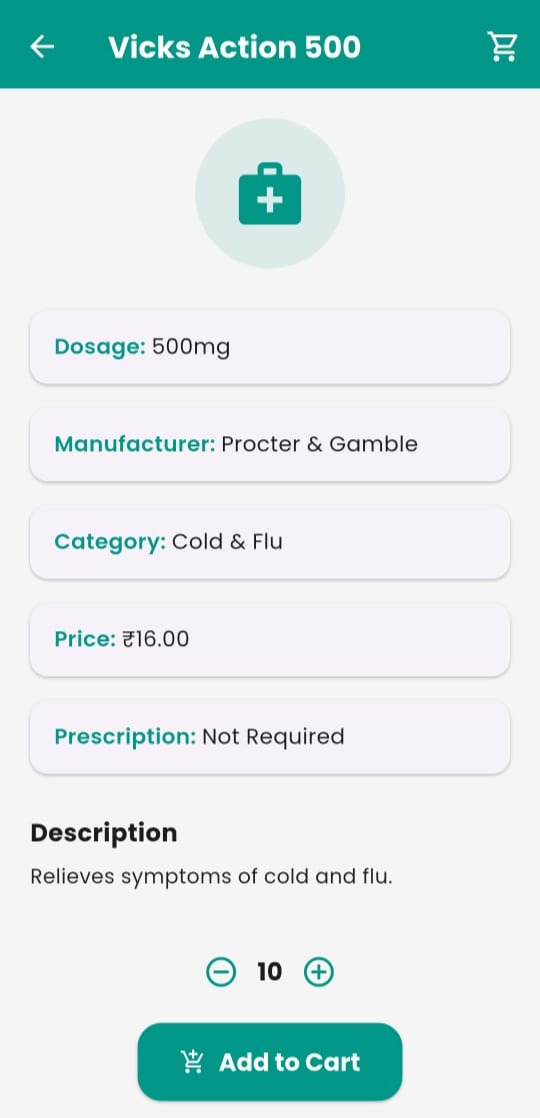 Vicks Action 500
Dosage: 500mg
Manufacturer: Procter & Gamble
Category: Cold & Flu
Price: ₹16.00
Prescription: Not Required
Description
Relieves symptoms of cold and flu.
10
Add to Cart